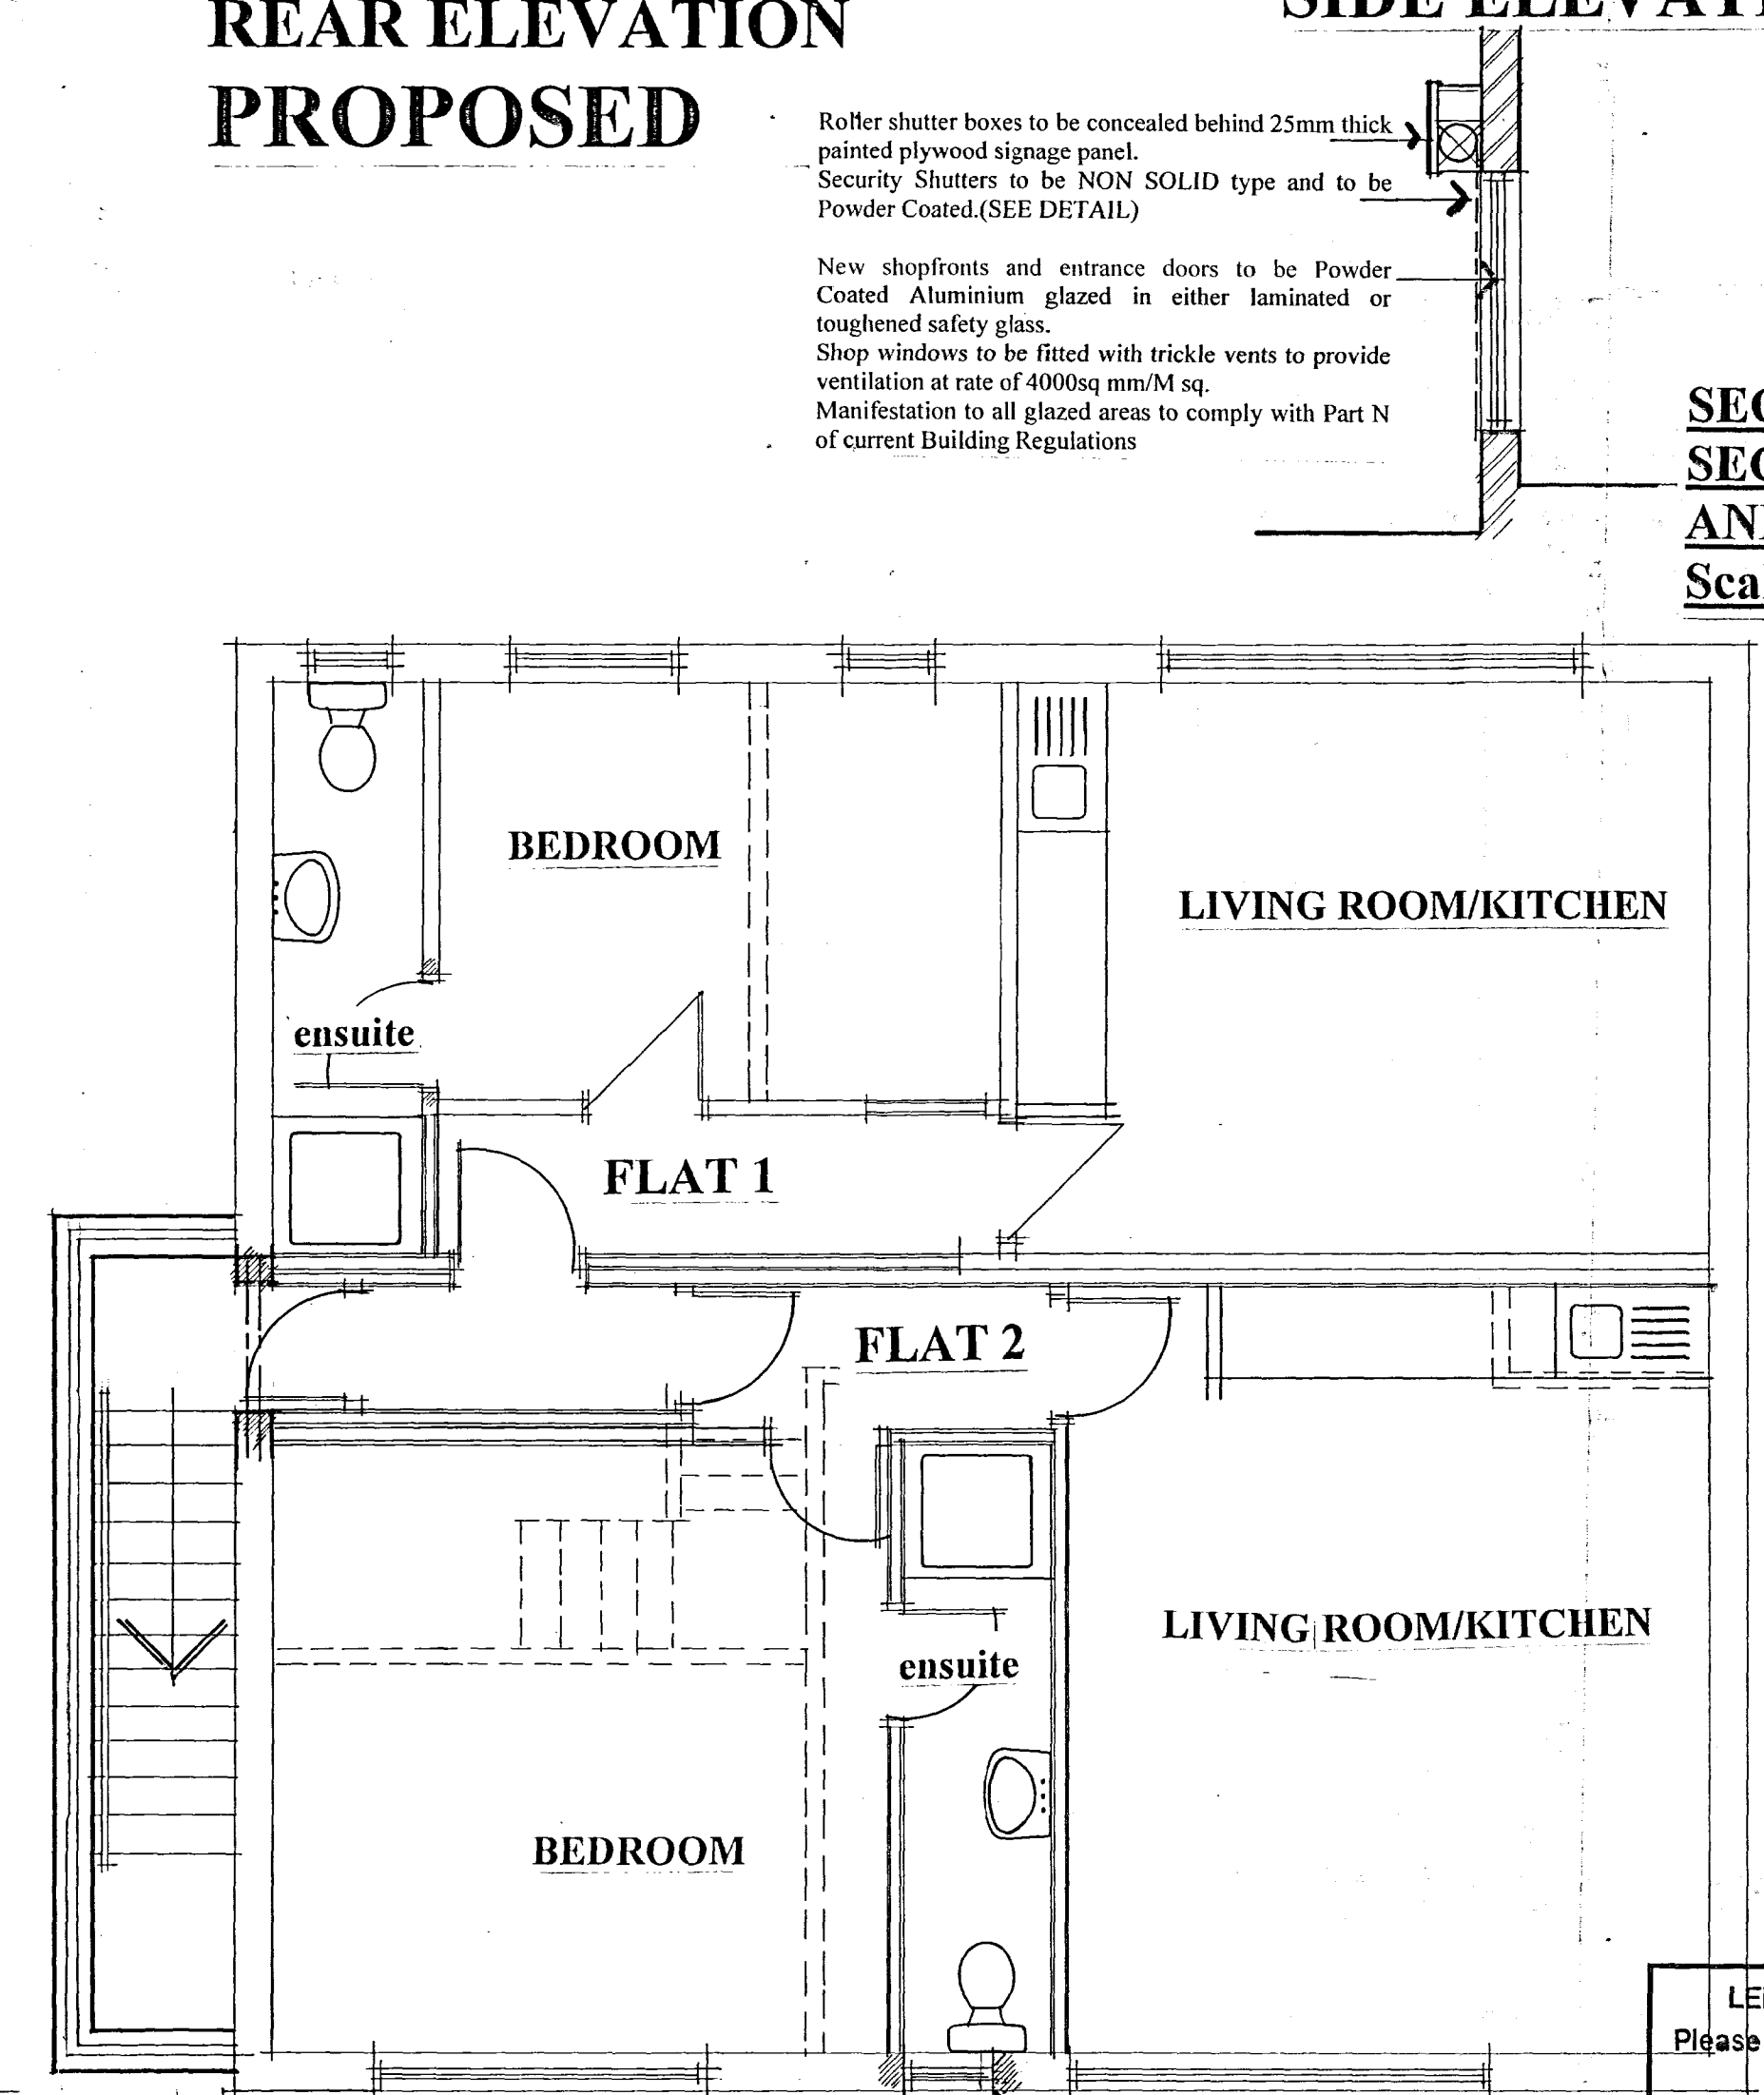 REAR ELEVATION
PROPOSED
SIDE
Roller shutter boxes to be concealed behind 25mm thick
painted plywood signage panel.
Security Shutters to be NON SOLID type and to be
Powder Coated.(SEE DETAIL)
New shopfronts and entrance doors to be Powder
Coated Aluminium glazed in either laminated or
toughened safety glass.
Shop windows to be fitted with trickle vents to provide
ventilation at rate of 4000sq mm/M sq.
Manifestation to all glazed areas to comply with Part N
of current Building Regulations
BEDROOM
LIVING ROOM/KITCHEN
ensuite
FLAT 1
FLAT 2
LIVING ROOM/KITCHEN
ensuite
BEDROOM
Please